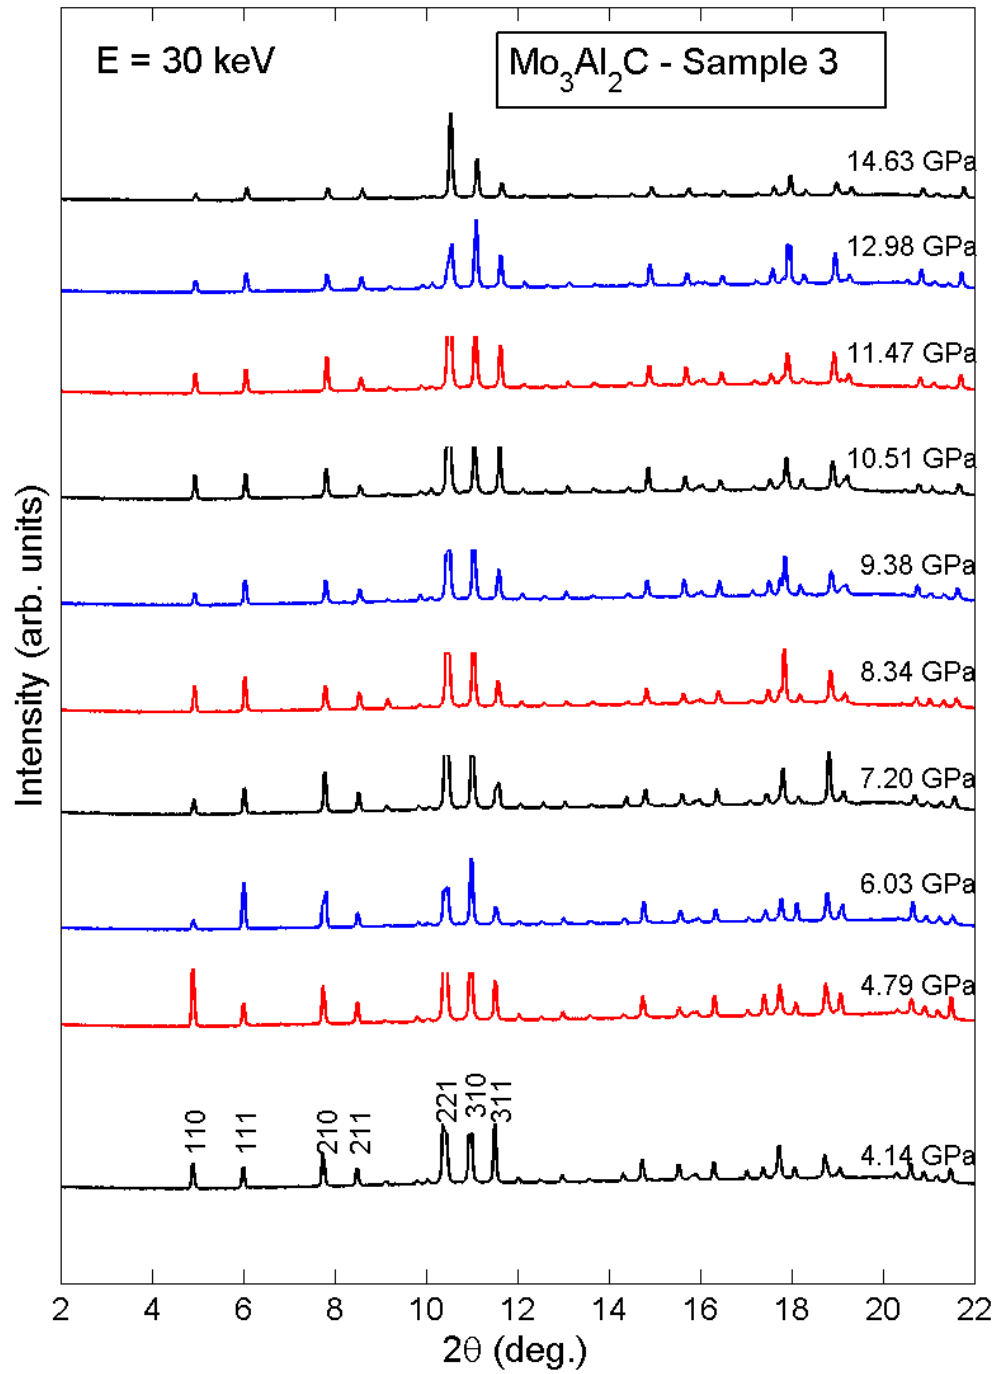 E = 30 keV
Mo₃Al₂C - Sample 3
14.63 GPa
12.98 GPa
11.47 GPa
10.51 GPa
9.38 GPa
8.34 GPa
7.20 GPa
6.03 GPa
4.79 GPa
4.14 GPa
110
111
210
211
221
310
311
Intensity (arb. units)
2 4 6 8 10 12 14 16 18 20 22
2θ (deg.)